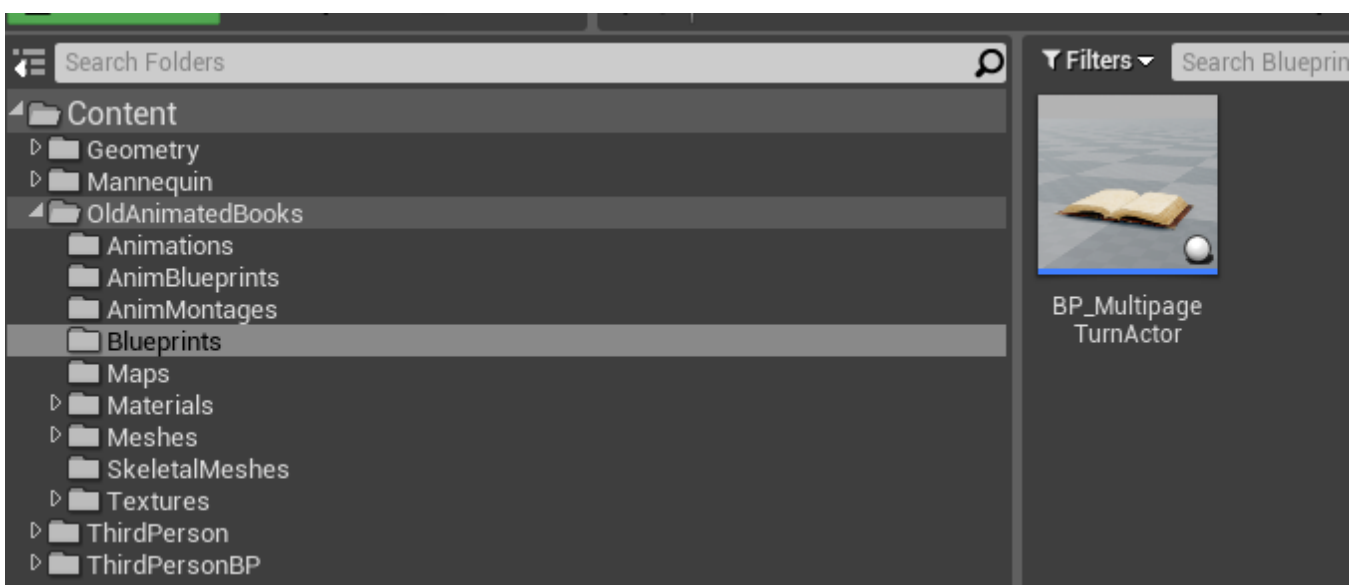 Search Folders
Content
Geometry
Mannequin
OldAnimatedBooks
Animations
AnimBlueprints
AnimMontages
Blueprints
Maps
Materials
Meshes
SkeletalMeshes
Textures
ThirdPerson
ThirdPersonBP
Filters
Search Blueprin
BP_Multipage
TurnActor